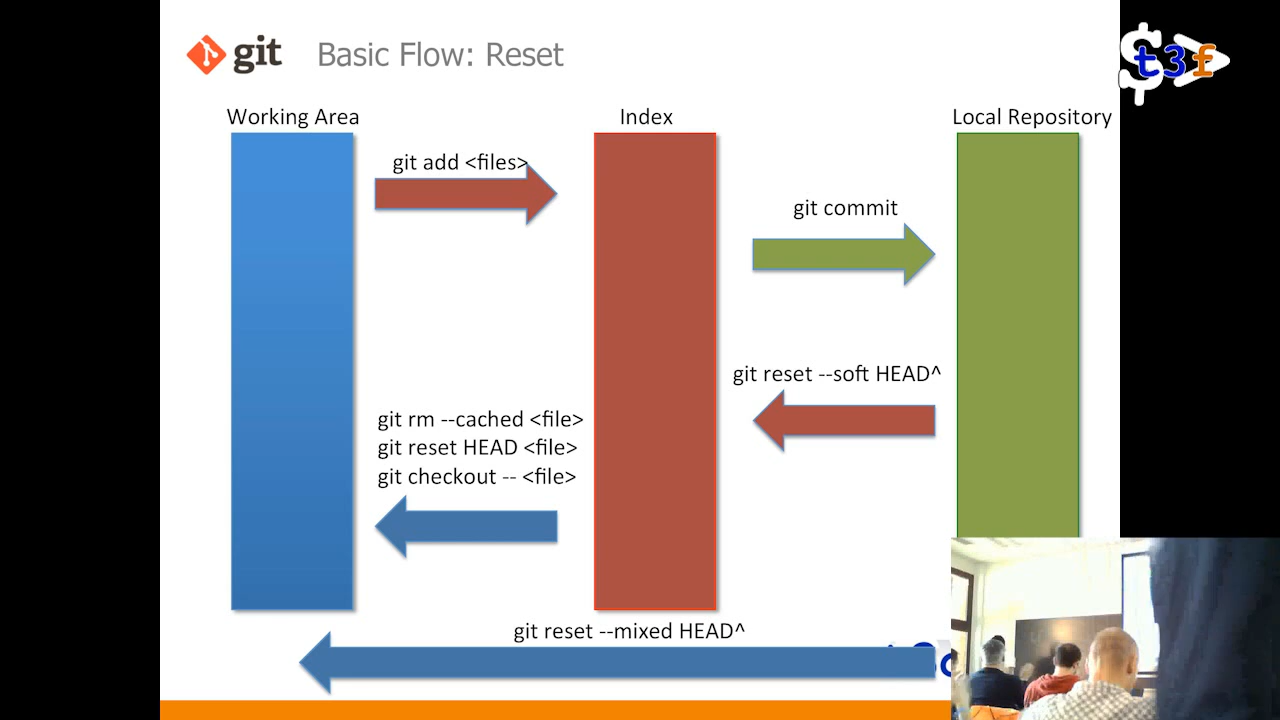 git Basic Flow: Reset
$ t3f
Working Area
Index
Local Repository
git add <files>
git commit
git reset --soft HEAD^
git rm --cached <file>
git reset HEAD <file>
git checkout -- <file>
git reset --mixed HEAD^